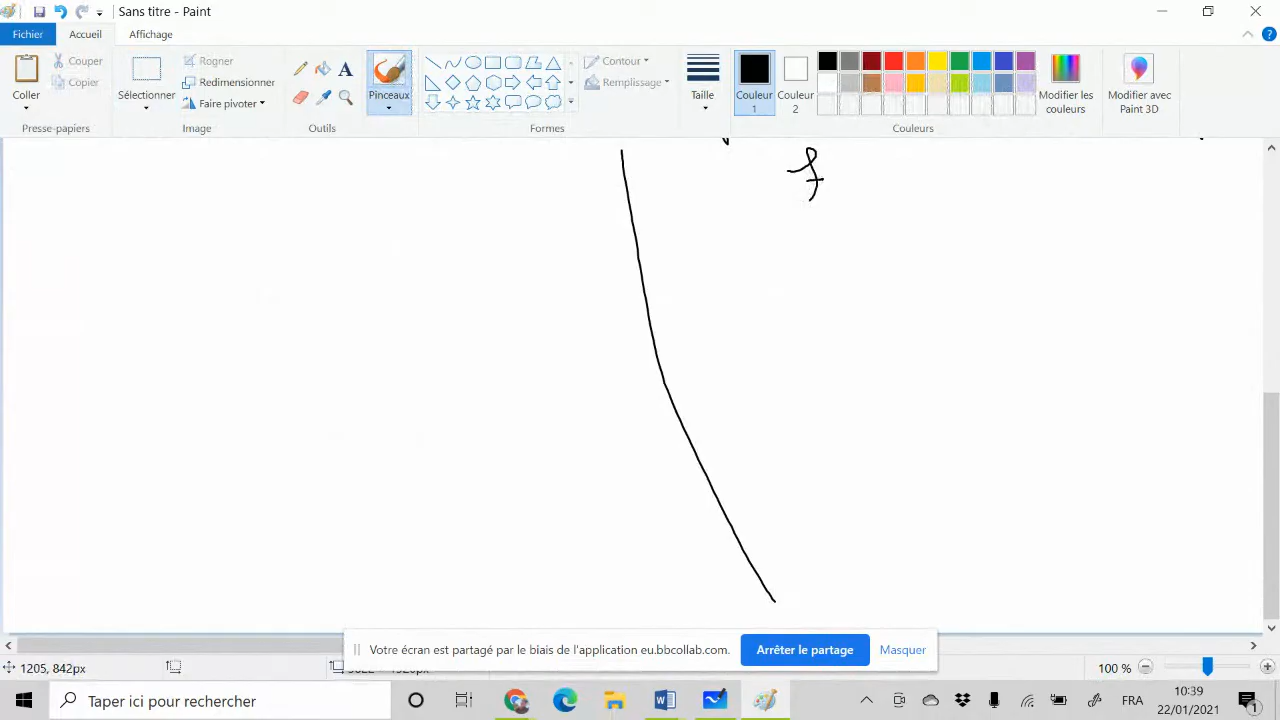 Sans titre - Paint
Fichier Accueil Affichage
Coller
Couper
Copier
Presse-papiers
Sélectionner
Rogner
Redimensionner
Faire pivoter
Image
A
Outils
Pinceaux
Contour
Remplissage
Formes
Taille
Couleur 1
Couleur 2
Modifier les couleurs
Couleurs
Modifier avec Paint 3D
f
Votre écran est partagé par le biais de l'application eu.bbcollab.com. Arrêter le partage Masquer
1205, 842px
100 %
Taper ici pour rechercher
FRA
10:39
22/01/2021